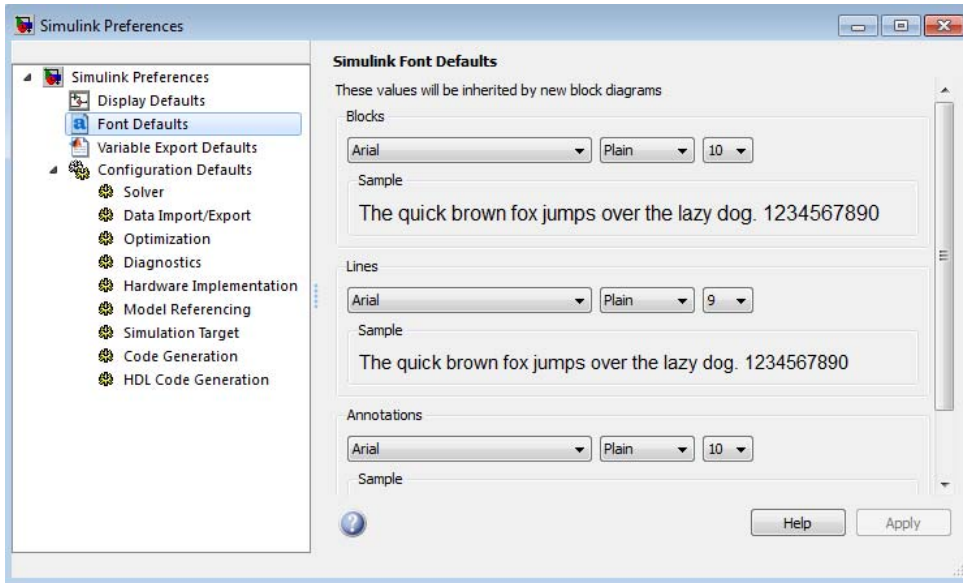 Simulink Preferences
Simulink Preferences
Display Defaults
Font Defaults
Variable Export Defaults
Configuration Defaults
Solver
Data Import/Export
Optimization
Diagnostics
Hardware Implementation
Model Referencing
Simulation Target
Code Generation
HDL Code Generation
Simulink Font Defaults
These values will be inherited by new block diagrams
Blocks
Arial Plain 10
Sample
The quick brown fox jumps over the lazy dog. 1234567890
Lines
Arial Plain 9
Sample
The quick brown fox jumps over the lazy dog. 1234567890
Annotations
Arial Plain 10
Sample
Help Apply